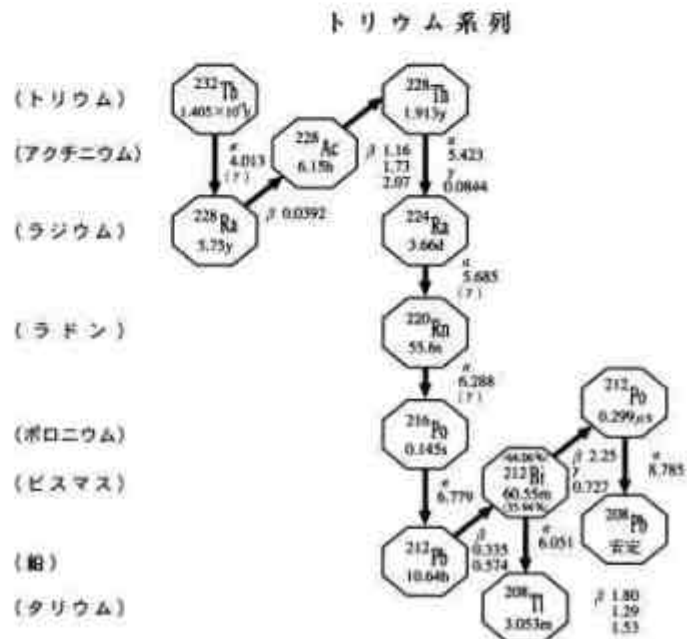 トリウム系列
(トリウム)
(アクチニウム)
(ラジウム)
(ラドン)
(ポロニウム)
(ビスマス)
(鉛)
(タリウム)
232Th
1.405×10 y
α
4.013
(γ)
228Ra
5.75y
β 0.0392
228Ac
6.15h
β 1.16
1.73
2.07
228Th
1.913y
α
5.423
γ
0.0844
224Ra
3.66d
α
5.685
(γ)
220Rn
55.6s
α
6.288
(γ)
216Po
0.145s
α
6.779
212Pb
10.64h
β
0.335
0.574
212Bi
60.55m
(35.94%)
β 2.25
γ
0.727
212Po
0.299μs
α
8.785
208Pb
安定
α
6.051
208Tl
3.053m
β 1.80
1.29
1.53